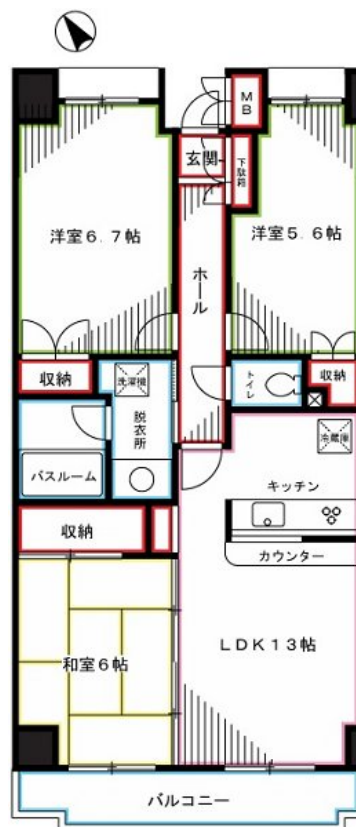 MB
玄関
下駄箱
洋室6.7帖
洋室5.6帖
ホール
収納
洗濯機
トイレ
収納
脱衣所
冷蔵庫
バスルーム
キッチン
収納
カウンター
LDK13帖
和室6帖
バルコニー